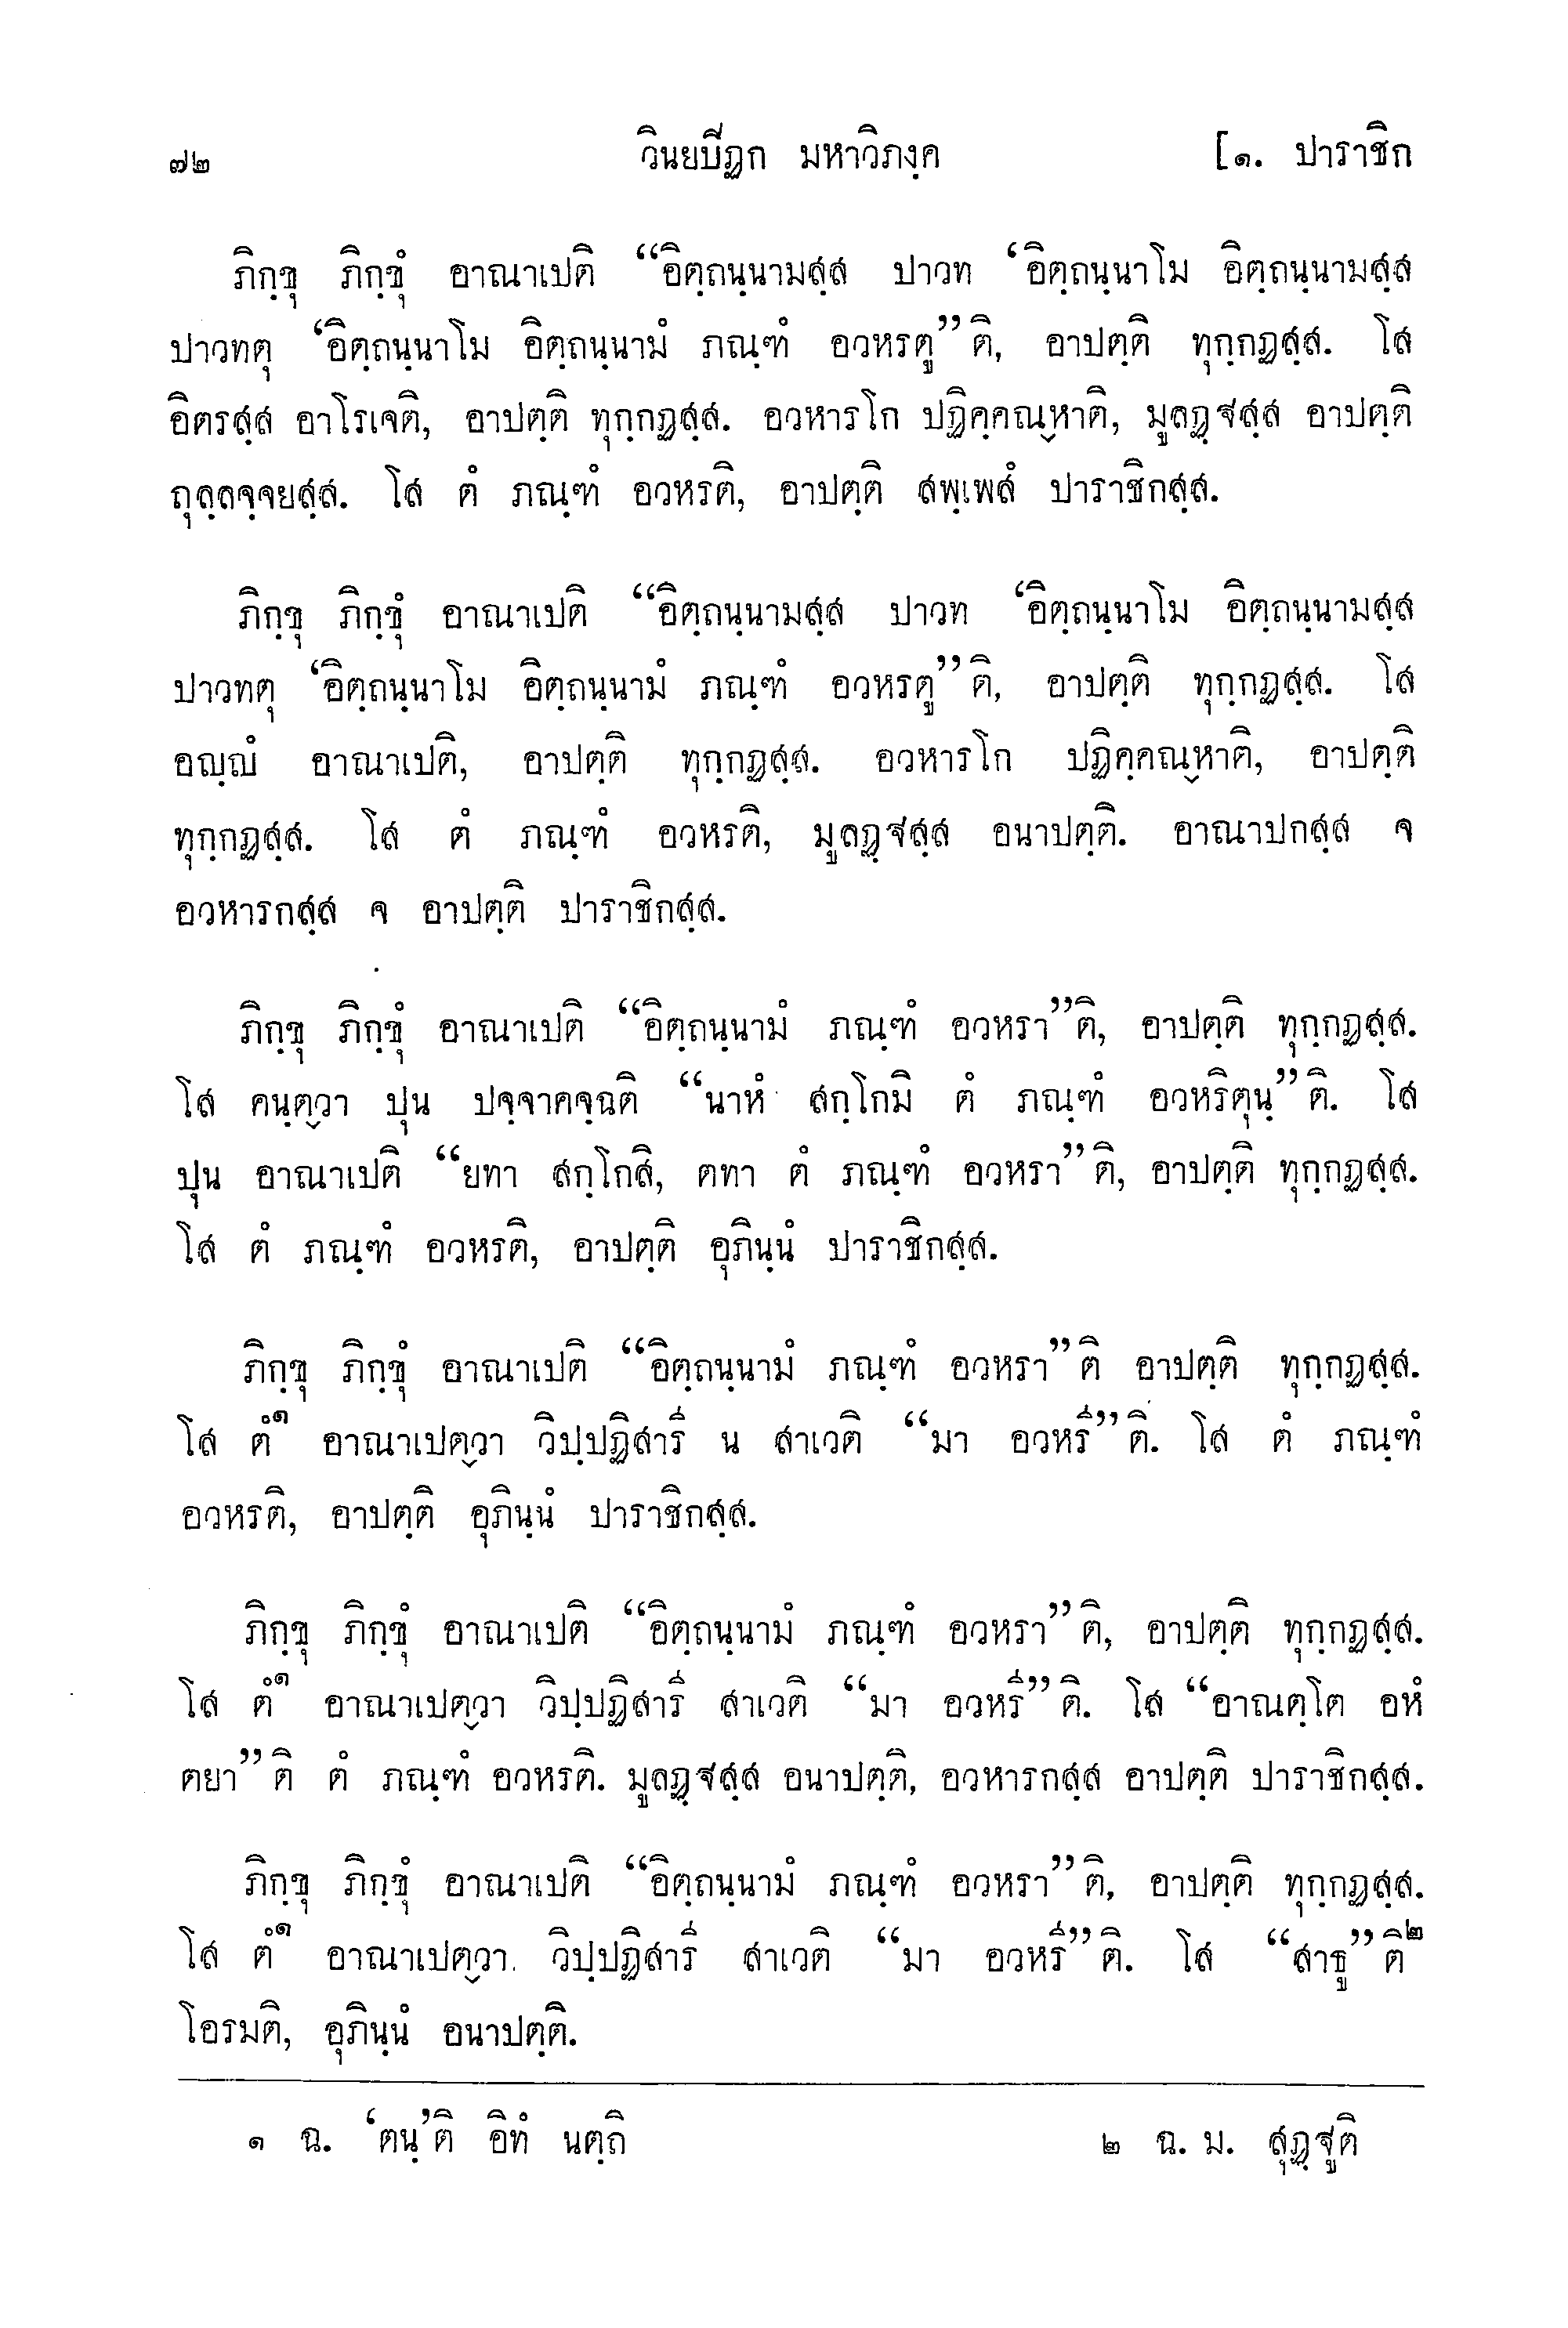 ๗๒ วินยปิฏก มหาวิภงฺค [๑. ปาราชิก
ภิกฺขุ ภิกฺขุํ อาณาเปติ “อิตฺถนฺนามสฺส ปาวท ‘อิตฺถนฺนาโม อิตฺถนฺนามสฺส
ปาวทตุ ‘อิตฺถนฺนาโม อิตฺถนฺนามํ ภณฺฑํ อวหรตู” ติ, อาปตฺติ ทุกฺกฏสฺส. โส
อิตรสฺส อาโรเจติ, อาปตฺติ ทุกฺกฏสฺส. อวหารโก ปฏิคฺคณฺหาติ, มูลฏฺฐสฺส อาปตฺติ
ถุลฺลจฺจยสฺส. โส ตํ ภณฺฑํ อวหรติ, อาปตฺติ สพฺเพสํ ปาราชิกสฺส.
ภิกฺขุ ภิกฺขุํ อาณาเปติ “อิตฺถนฺนามสฺส ปาวท ‘อิตฺถนฺนาโม อิตฺถนฺนามสฺส
ปาวทตุ ‘อิตฺถนฺนาโม อิตฺถนฺนามํ ภณฺฑํ อวหรตู” ติ, อาปตฺติ ทุกฺกฏสฺส. โส
อญฺญํ อาณาเปติ, อาปตฺติ ทุกฺกฏสฺส. อวหารโก ปฏิคฺคณฺหาติ, อาปตฺติ
ทุกฺกฏสฺส. โส ตํ ภณฺฑํ อวหรติ, มูลฏฺฐสฺส อนาปตฺติ. อาณาปกสฺส จ
อวหารกสฺส จ อาปตฺติ ปาราชิกสฺส.
ภิกฺขุ ภิกฺขุํ อาณาเปติ “อิตฺถนฺนามํ ภณฺฑํ อวหรา” ติ, อาปตฺติ ทุกฺกฏสฺส.
โส คนฺตฺวา ปุน ปจฺจาคจฺฉติ “นาหํ สกฺโกมิ ตํ ภณฺฑํ อวหริตุนฺ” ติ. โส
ปุน อาณาเปติ “ยทา สกฺโกสิ, ตทา ตํ ภณฺฑํ อวหรา” ติ, อาปตฺติ ทุกฺกฏสฺส.
โส ตํ ภณฺฑํ อวหรติ, อาปตฺติ อุภินฺนํ ปาราชิกสฺส.
ภิกฺขุ ภิกฺขุํ อาณาเปติ “อิตฺถนฺนามํ ภณฺฑํ อวหรา” ติ อาปตฺติ ทุกฺกฏสฺส.
โส ตํ๑ อาณาเปตฺวา วิปฺปฏิสารี น สาเวติ “มา อวหรี” ติ. โส ตํ ภณฺฑํ
อวหรติ, อาปตฺติ อุภินฺนํ ปาราชิกสฺส.
ภิกฺขุ ภิกฺขุํ อาณาเปติ “อิตฺถนฺนามํ ภณฺฑํ อวหรา” ติ, อาปตฺติ ทุกฺกฏสฺส.
โส ตํ๑ อาณาเปตฺวา วิปฺปฏิสารี สาเวติ “มา อวหรี” ติ. โส “อาณตฺโต อหํ
ตยา” ติ ตํ ภณฺฑํ อวหรติ. มูลฏฺฐสฺส อนาปตฺติ, อวหารกสฺส อาปตฺติ ปาราชิกสฺส.
ภิกฺขุ ภิกฺขุํ อาณาเปติ “อิตฺถนฺนามํ ภณฺฑํ อวหรา” ติ, อาปตฺติ ทุกฺกฏสฺส.
โส ตํ๑ อาณาเปตฺวา วิปฺปฏิสารี สาเวติ “มา อวหรี” ติ. โส “สาธู” ติ๒
โอรมติ, อุภินฺนํ อนาปตฺติ.
๑ ฉ. ‘ตนฺ’ติ อิทํ นตฺถิ ๒ ฉ. ม. สุฏฺฐูติ